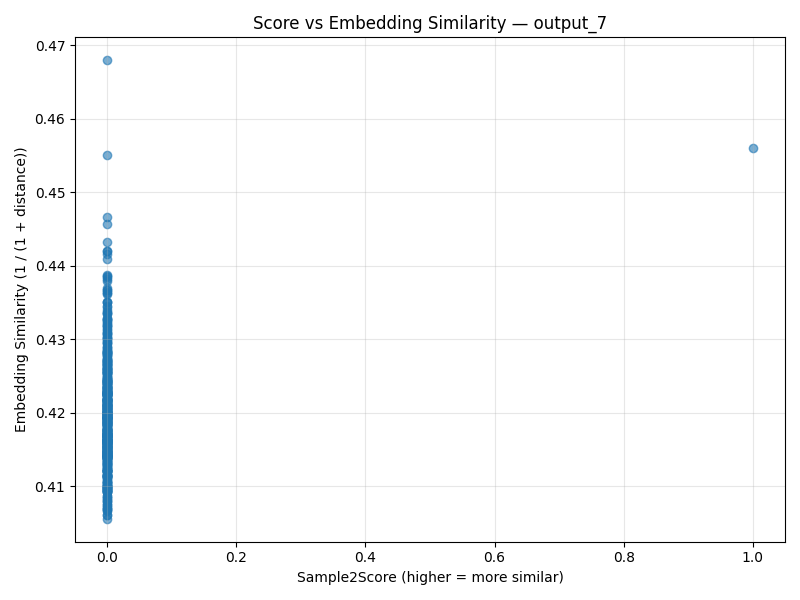 Score vs Embedding Similarity — output_7
Embedding Similarity (1 / (1 + distance))
0.47
0.46
0.45
0.44
0.43
0.42
0.41
0.0 0.2 0.4 0.6 0.8 1.0
Sample2Score (higher = more similar)